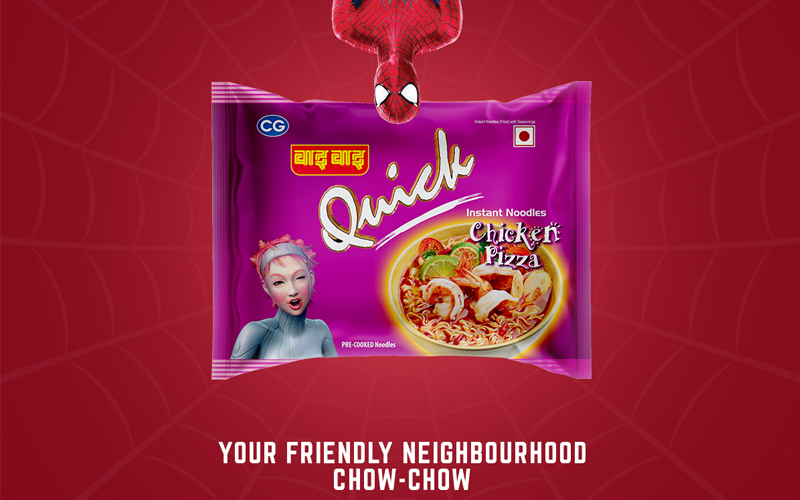 CG
वाइ वाइ
Quick
Instant Noodles (Fried) with Seasonings
Instant Noodles
Chicken
Pizza
PRE-COOKED Noodles
YOUR FRIENDLY NEIGHBOURHOOD
CHOW-CHOW